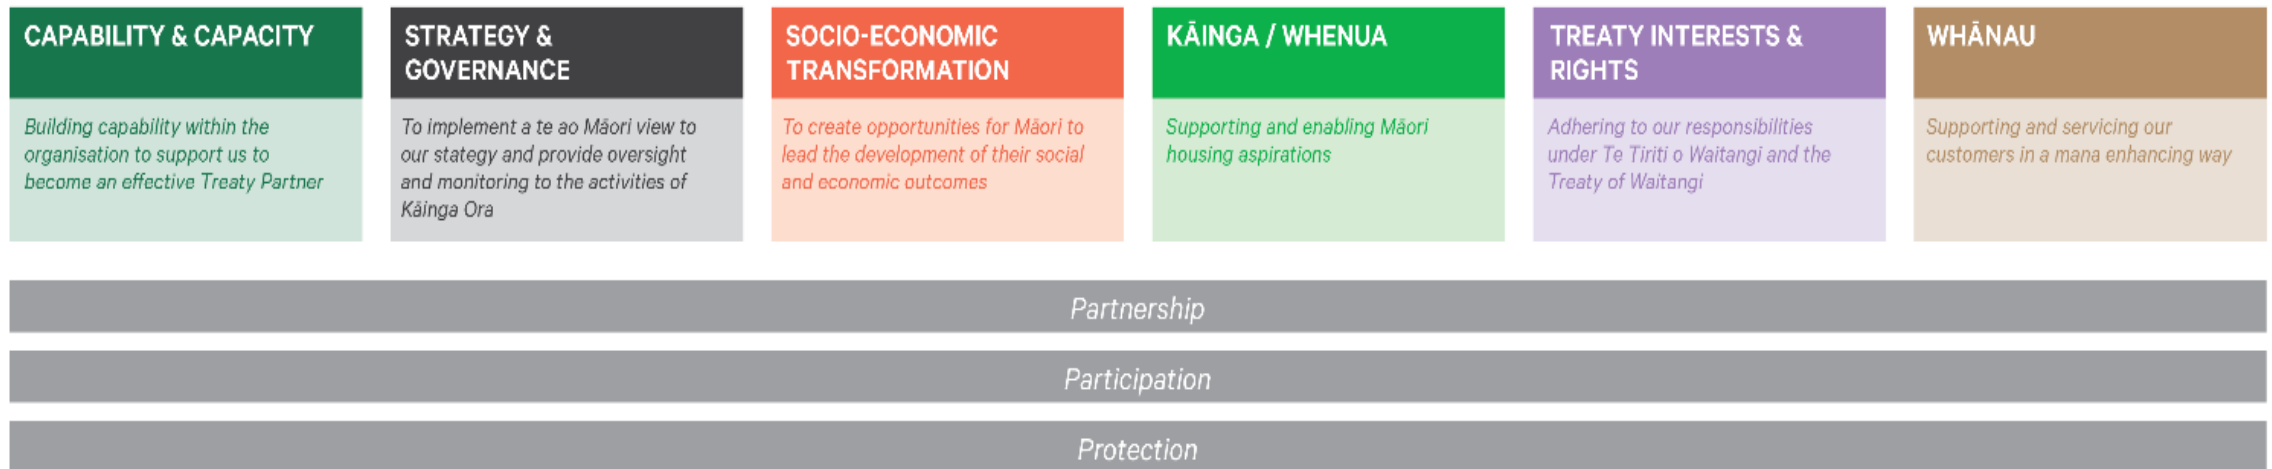 CAPABILITY & CAPACITY
Building capability within the
organisation to support us to
become an effective Treaty Partner
STRATEGY &
GOVERNANCE
To implement a te ao Māori view to
our stategy and provide oversight
and monitoring to the activities of
Kāinga Ora
SOCIO-ECONOMIC
TRANSFORMATION
To create opportunities for Māori to
lead the development of their social
and economic outcomes
KĀINGA / WHENUA
Supporting and enabling Māori
housing aspirations
TREATY INTERESTS &
RIGHTS
Adhering to our responsibilities
under Te Tiriti o Waitangi and the
Treaty of Waitangi
WHĀNAU
Supporting and servicing our
customers in a mana enhancing way
Partnership
Participation
Protection